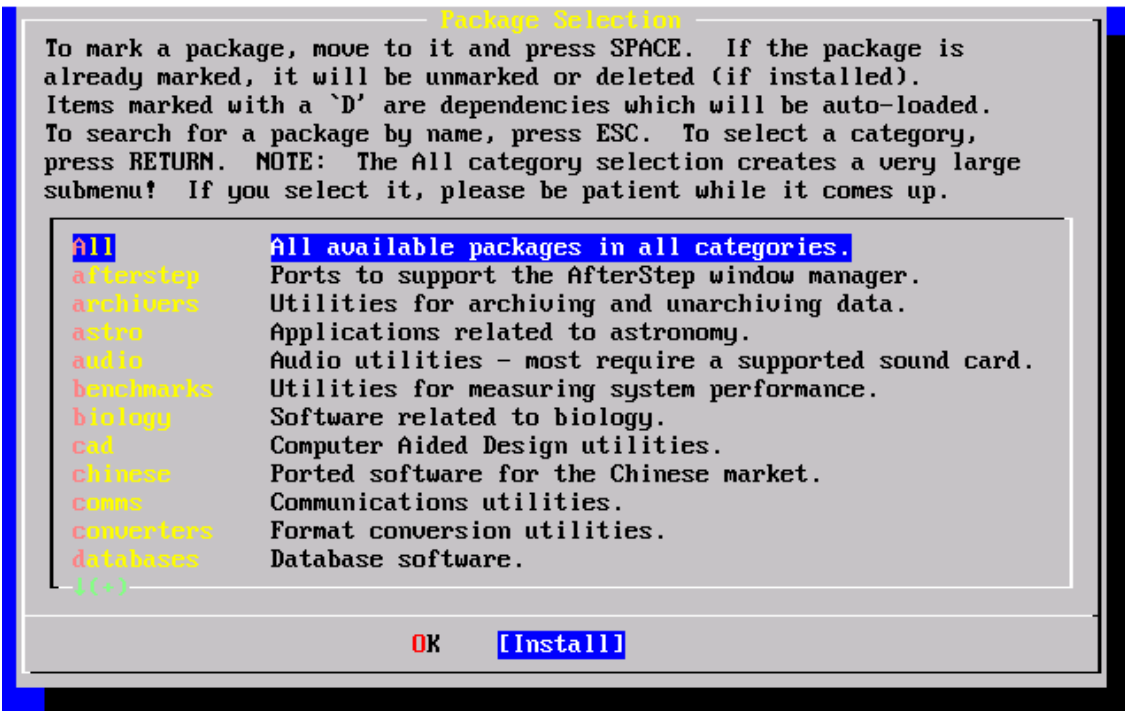 Package Selection
To mark a package, move to it and press SPACE.  If the package is
already marked, it will be unmarked or deleted (if installed).
Items marked with a `D' are dependencies which will be auto-loaded.
To search for a package by name, press ESC.  To select a category,
press RETURN.  NOTE:  The All category selection creates a very large
submenu!  If you select it, please be patient while it comes up.
All All available packages in all categories.
afterstep Ports to support the AfterStep window manager.
archivers Utilities for archiving and unarchiving data.
astro Applications related to astronomy.
audio Audio utilities - most require a supported sound card.
benchmarks Utilities for measuring system performance.
biology Software related to biology.
cad Computer Aided Design utilities.
chinese Ported software for the Chinese market.
comms Communications utilities.
converters Format conversion utilities.
databases Database software.
↓(+)
OK [Install]